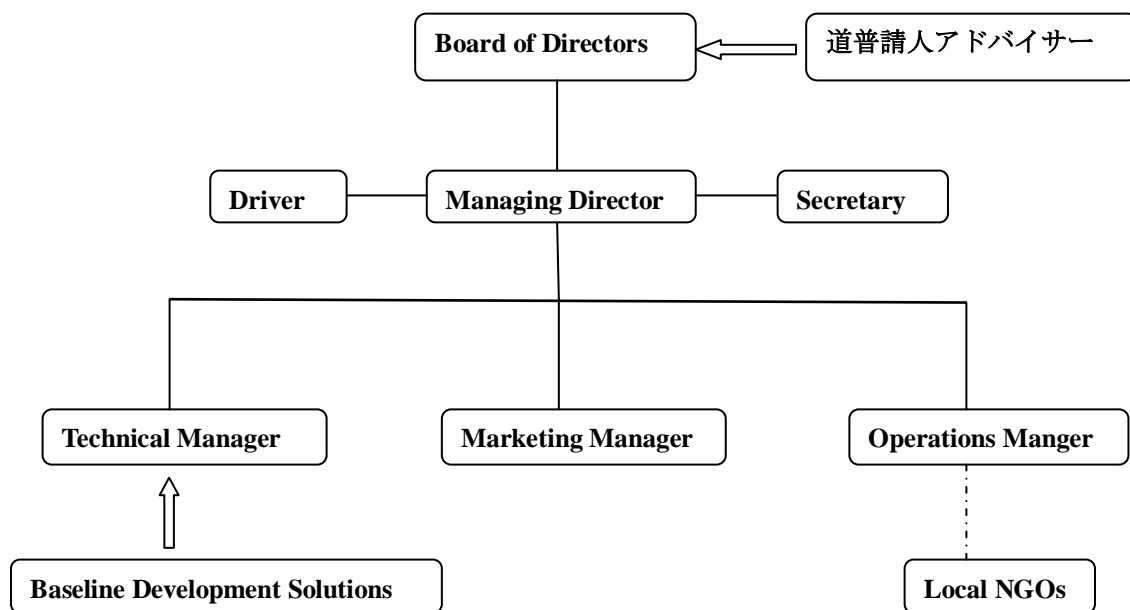 Board of Directors
道普請人アドバイサー
Driver
Managing Director
Secretary
Technical Manager
Marketing Manager
Operations Manger
Baseline Development Solutions
Local NGOs